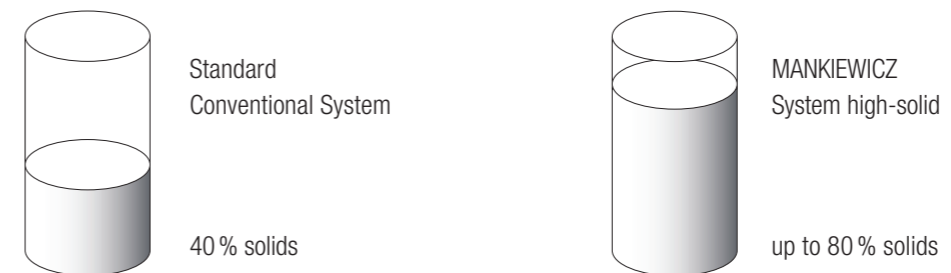 Standard
Conventional System
40 % solids
MANKIEWICZ
System high-solid
up to 80 % solids